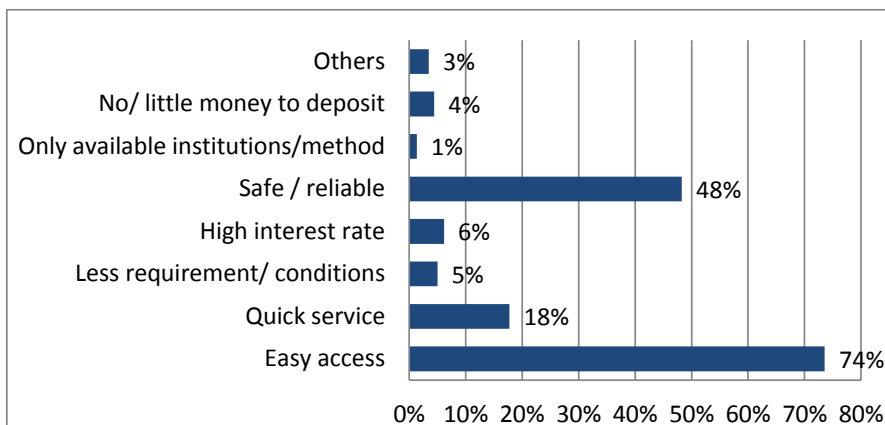 Others 3%
No/ little money to deposit 4%
Only available institutions/method 1%
Safe / reliable 48%
High interest rate 6%
Less requirement/ conditions 5%
Quick service 18%
Easy access 74%
0% 10% 20% 30% 40% 50% 60% 70% 80%